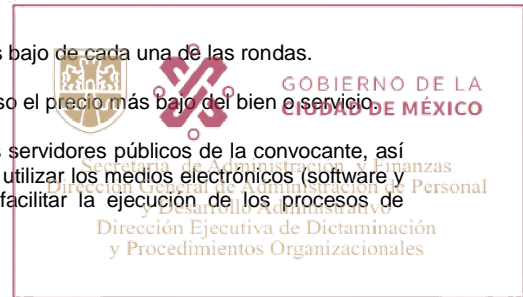 s bajo de cada una de las rondas.
GOBIERNO DE LA
CIUDAD DE MÉXICO
so el precio más bajo del bien o servicio.
s servidores públicos de la convocante, así
Secretaría de Administración y Finanzas
utilizar los medios electrónicos (software y
Dirección General de Administración de Personal
facilitar la ejecución de los procesos de
y Desarrollo Administrativo
Dirección Ejecutiva de Dictaminación
y Procedimientos Organizacionales